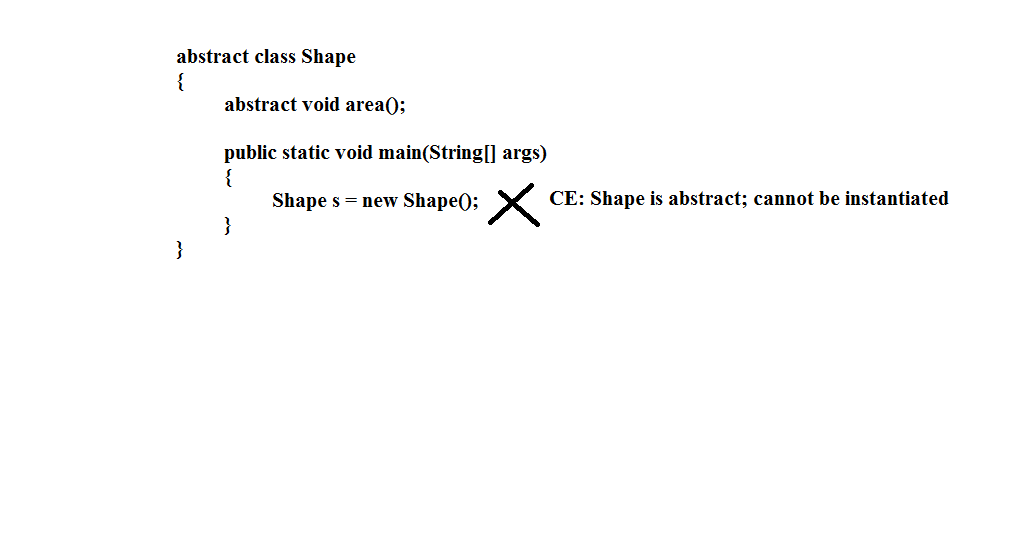 abstract class Shape
{
abstract void area();
public static void main(String[] args)
{
Shape s = new Shape(); CE: Shape is abstract; cannot be instantiated
}
}